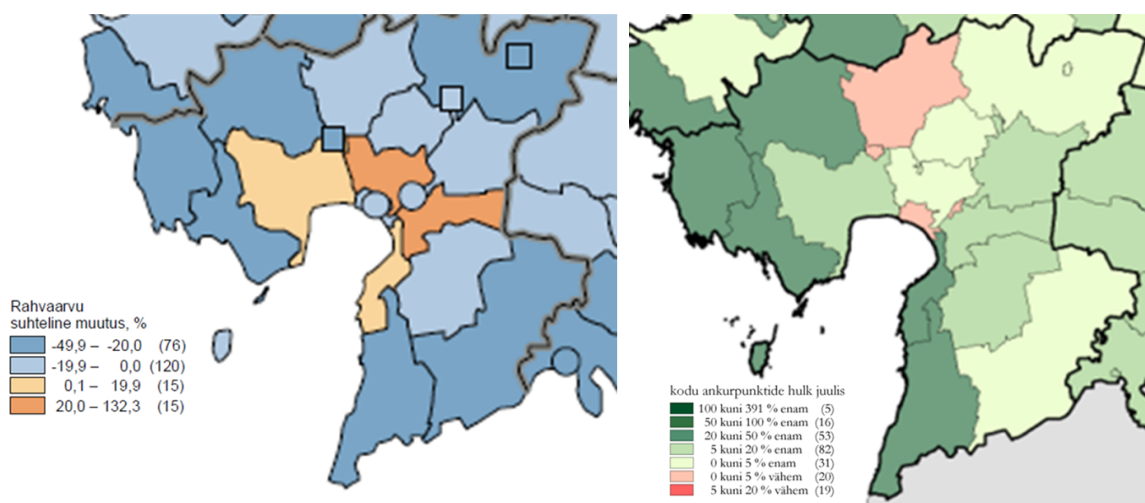 Rahvaarvu
suhteline muutus, %
-49,9 – -20,0 (76)
-19,9 – 0,0 (120)
0,1 – 19,9 (15)
20,0 – 132,3 (15)
kodu ankurpunktide hulk juulis
100 kuni 391 % enam (5)
50 kuni 100 % enam (16)
20 kuni 50 % enam (53)
5 kuni 20 % enam (82)
0 kuni 5 % enam (31)
0 kuni 5 % vähem (20)
5 kuni 20 % vähem (19)